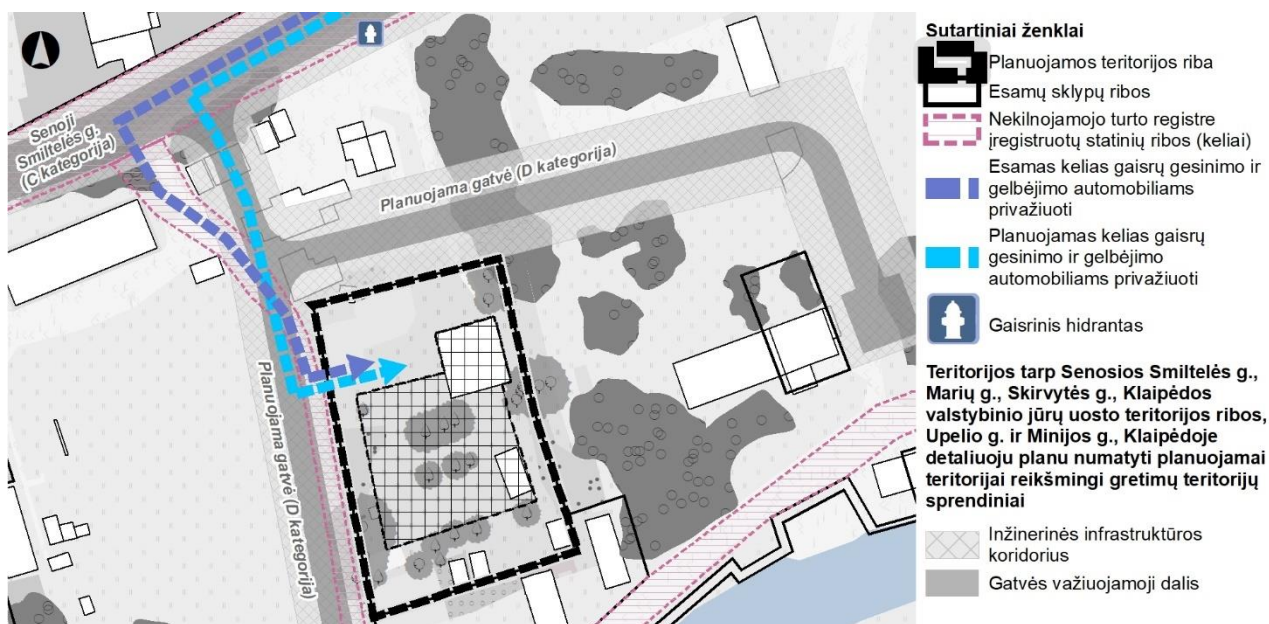 Senoji
Smiltelės g.
(C kategorija)
Planuojama gatvė (D kategorija)
Planuojama gatvė (D kategorija)
Sutartiniai ženklai
Planuojamos teritorijos riba
Esamų sklypų ribos
Nekilnojamojo turto registre
įregistruotų statinių ribos (keliai)
Esamas kelias gaisrų gesinimo ir
gelbėjimo automobiliams
privažiuoti
Planuojamas kelias gaisrų
gesinimo ir gelbėjimo
automobiliams privažiuoti
Gaisrinis hidrantas
Teritorijos tarp Senosios Smiltelės g.,
Marių g., Skirvytės g., Klaipėdos
valstybinio jūrų uosto teritorijos ribos,
Upelio g. ir Minijos g., Klaipėdoje
detaliuoju planu numatyti planuojamai
teritorijai reikšmingi gretimų teritorijų
sprendiniai
Inžinerinės infrastruktūros
koridorius
Gatvės važiuojamoji dalis